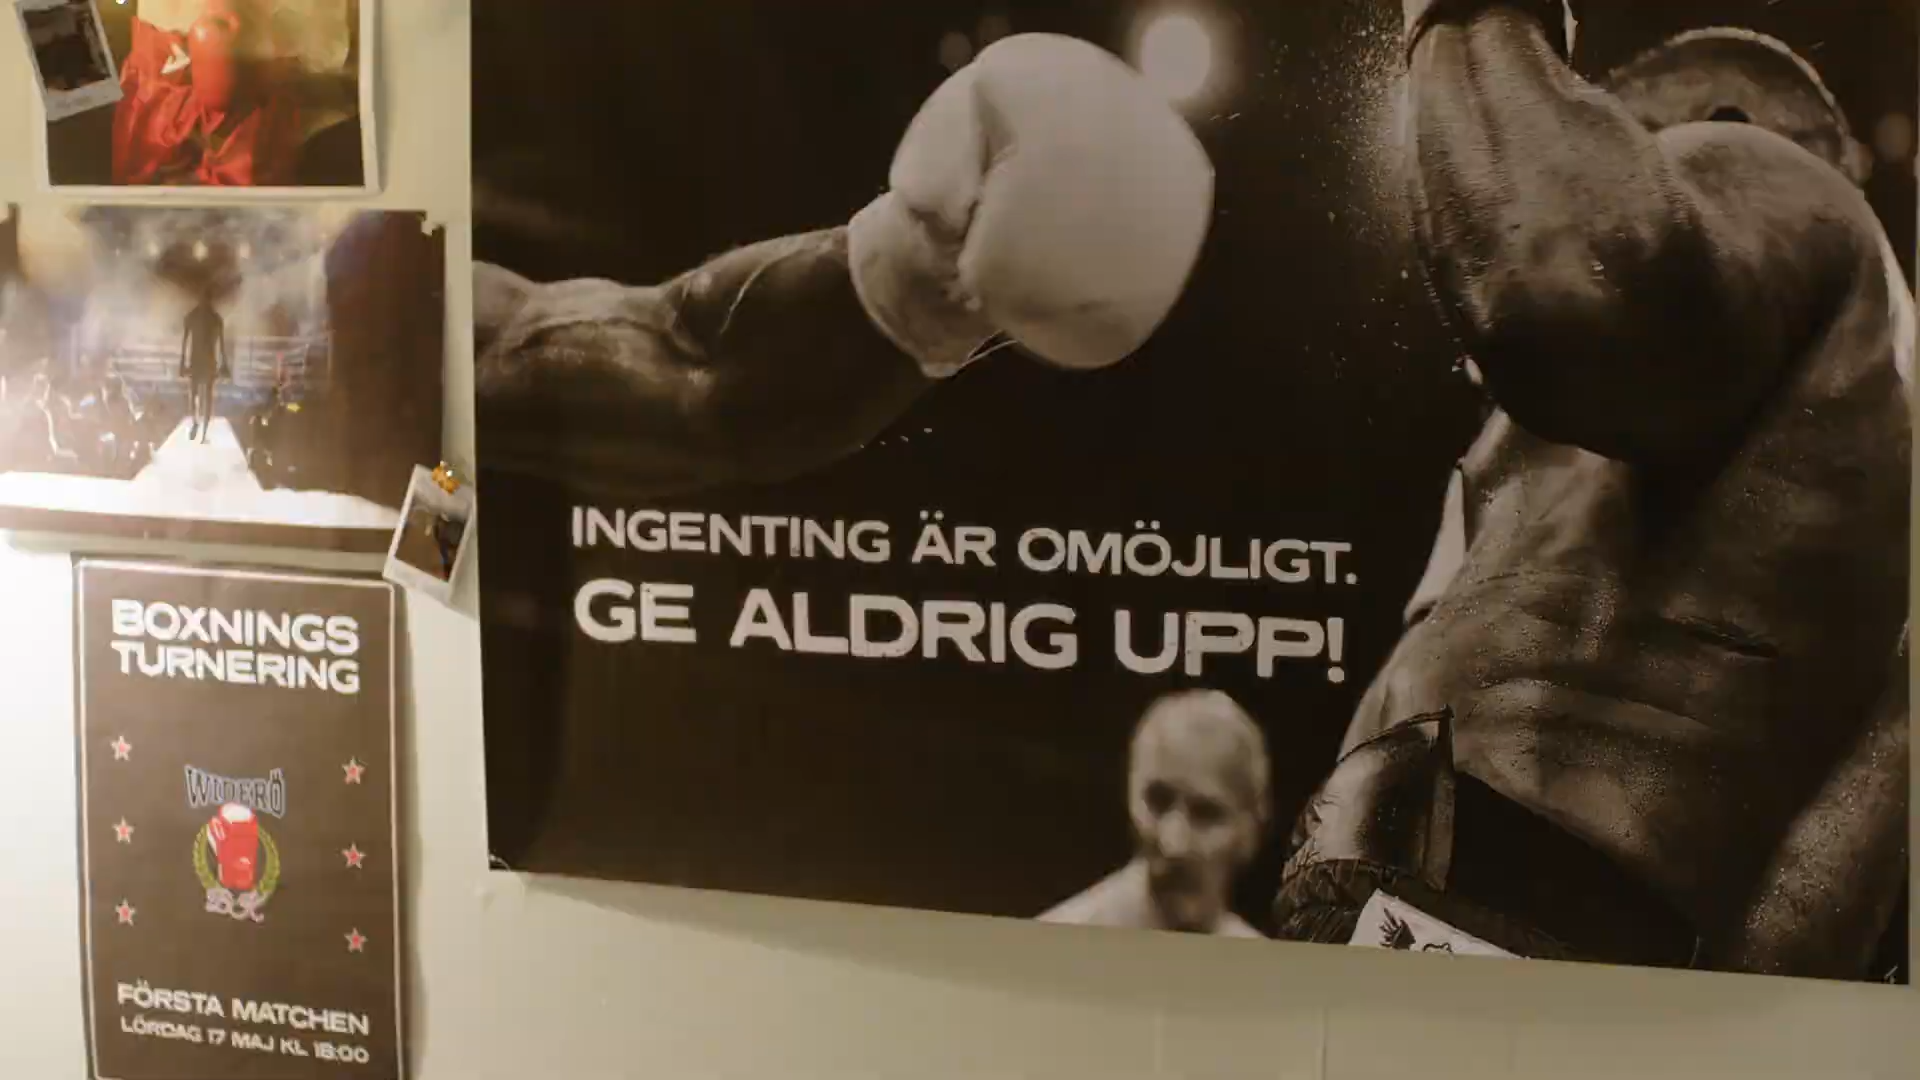 INGENTING ÄR OMÖJLIGT.
GE ALDRIG UPP!
BOXNINGS
TURNERING
WIDERÖ
BK
FÖRSTA MATCHEN
LÖRDAG 17 MAJ KL 18:00